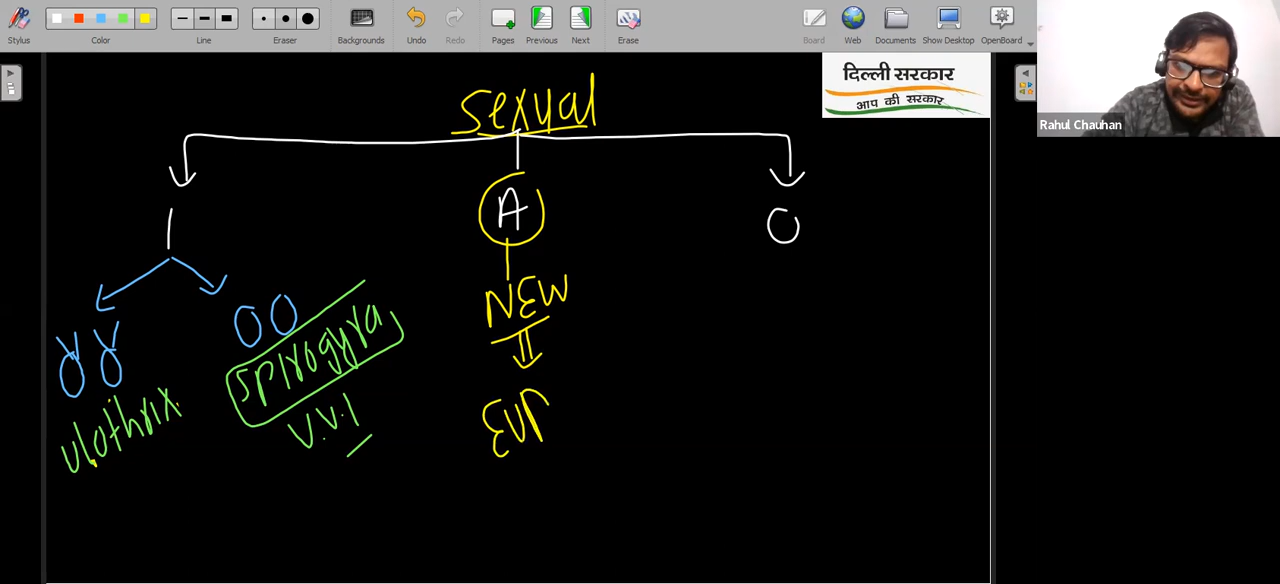 Stylus
Color
Line
Eraser
Backgrounds
Undo
Redo
Pages
Previous
Next
Erase
Board
Web
Documents
Show Desktop
OpenBoard
Rahul Chauhan
दिल्ली सरकार
आप की सरकार
sexual
I
A
O
NEW
spirogyra
ulothrix
V.V.I